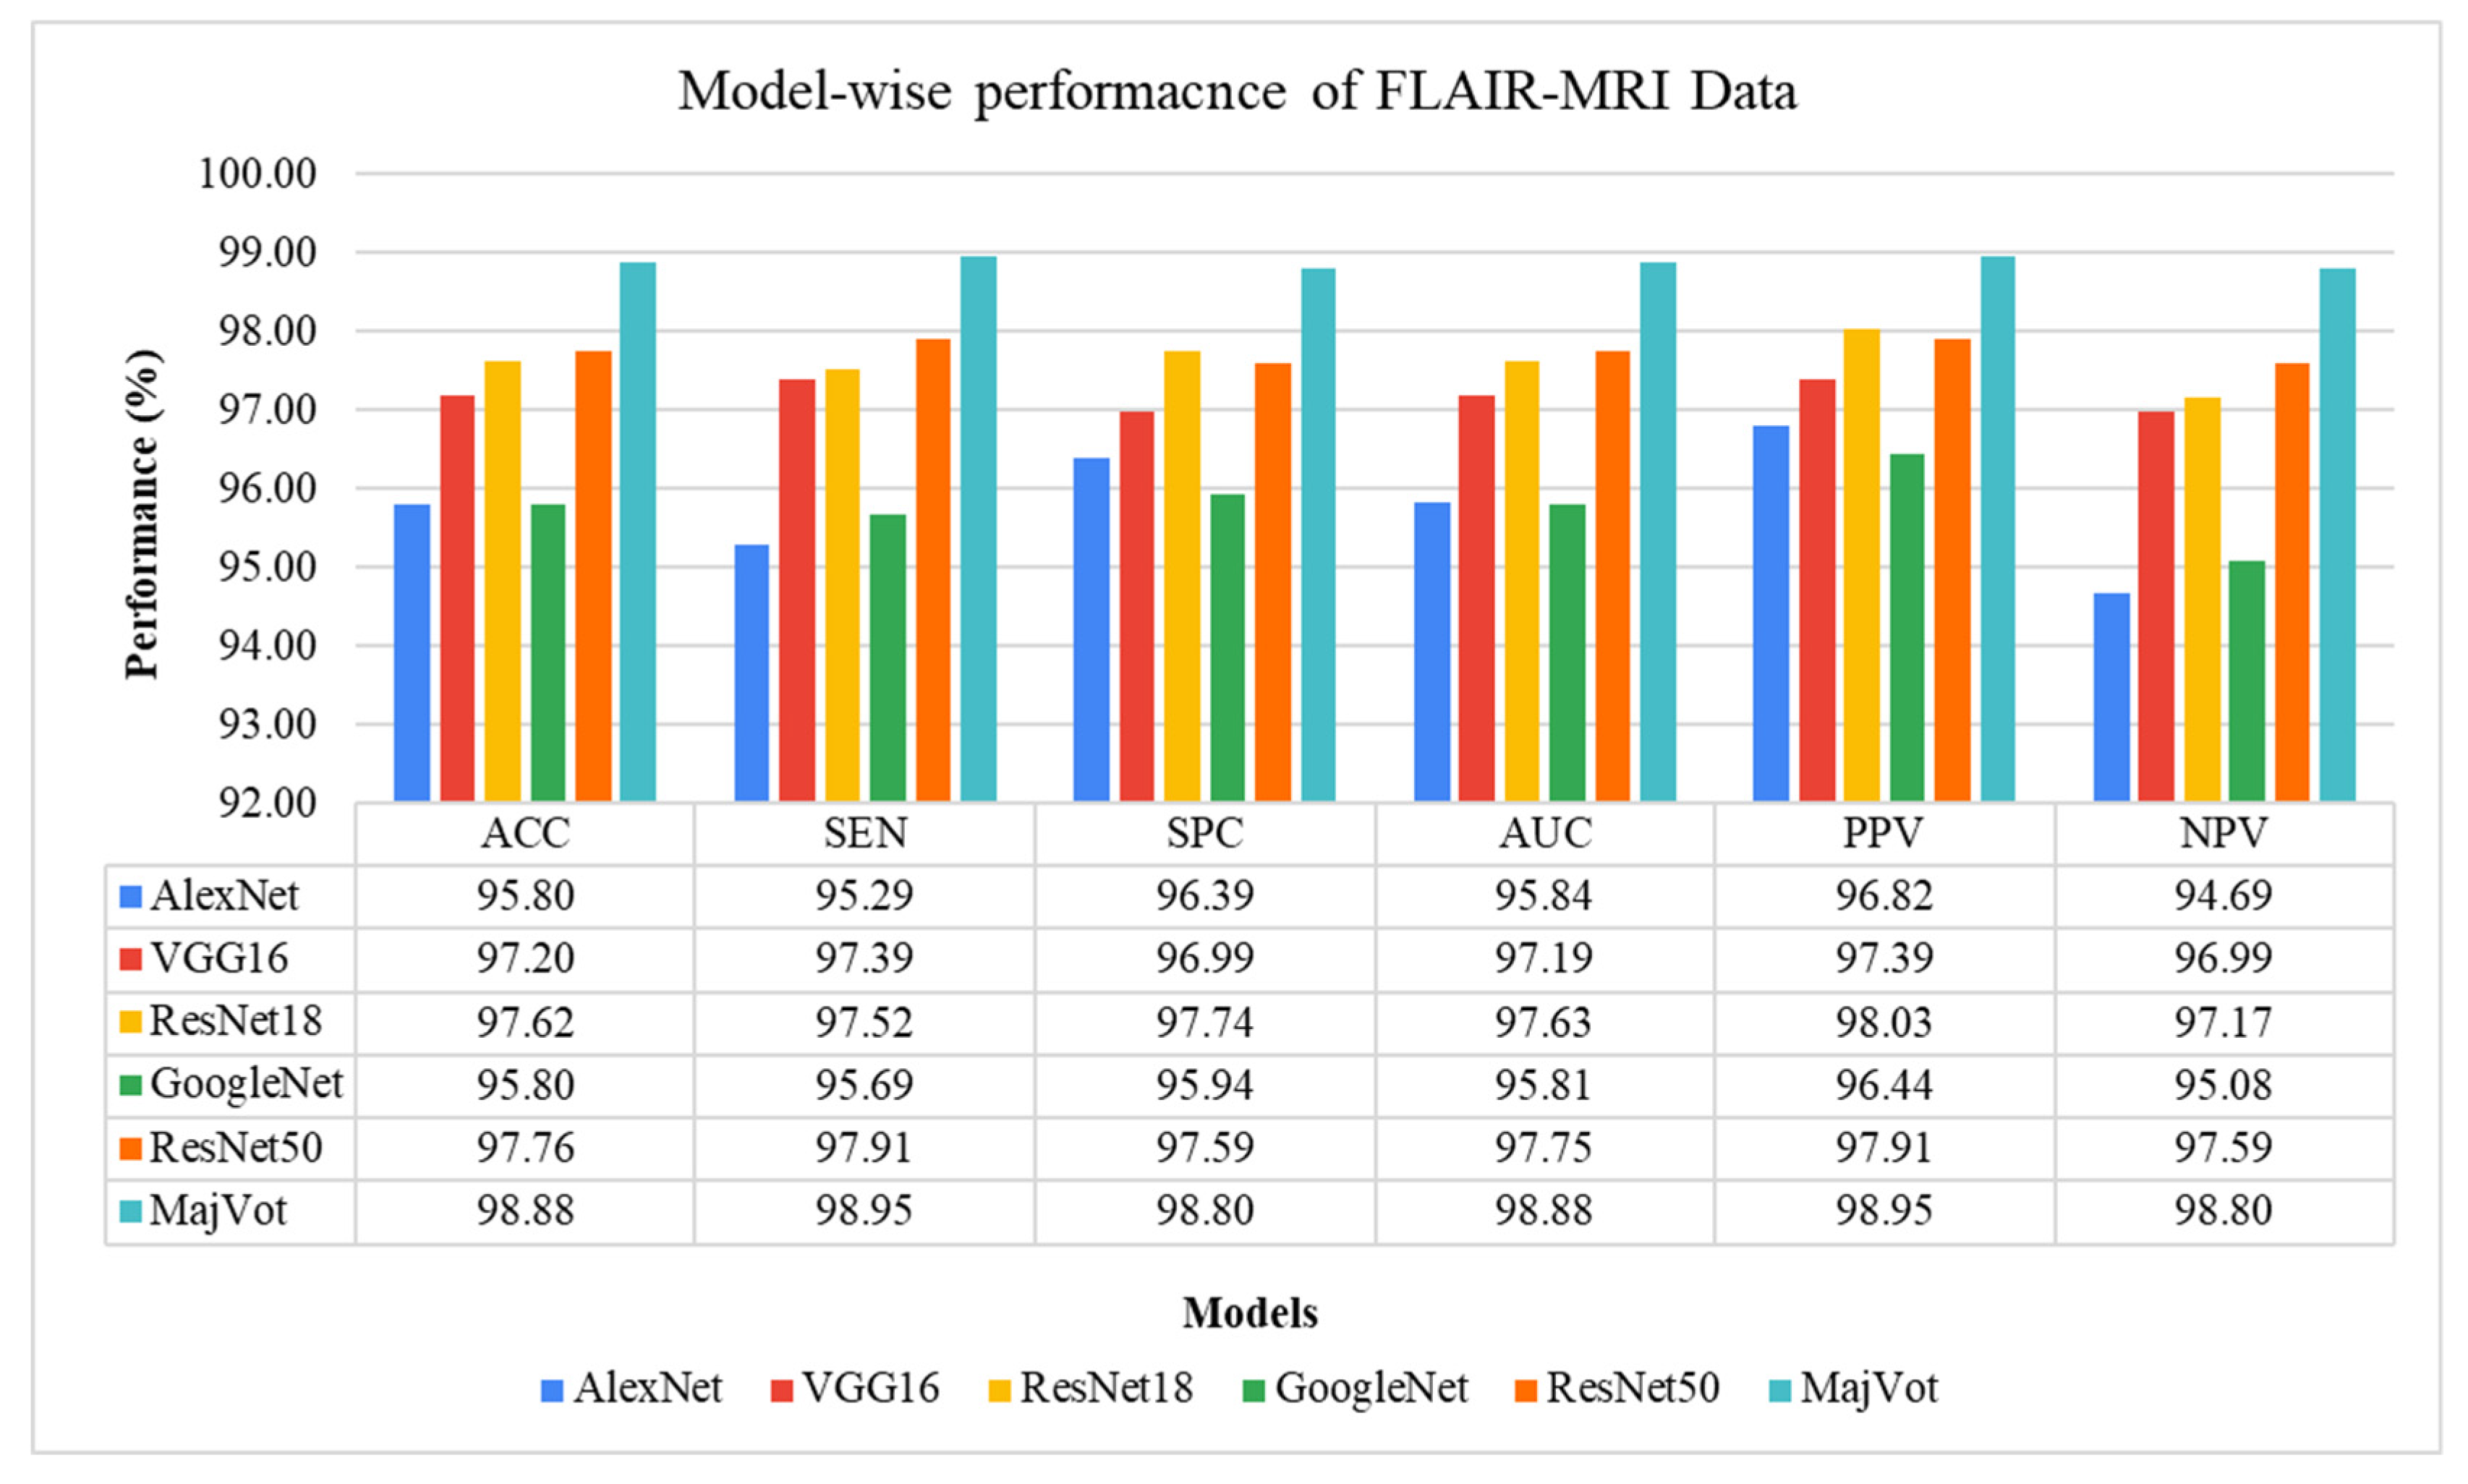 Model-wise performacnce of FLAIR-MRI Data
100.00
99.00
98.00
97.00
96.00
95.00
94.00
93.00
92.00
Performance (%)
ACC SEN SPC AUC PPV NPV
AlexNet 95.80 95.29 96.39 95.84 96.82 94.69
VGG16 97.20 97.39 96.99 97.19 97.39 96.99
ResNet18 97.62 97.52 97.74 97.63 98.03 97.17
GoogleNet 95.80 95.69 95.94 95.81 96.44 95.08
ResNet50 97.76 97.91 97.59 97.75 97.91 97.59
MajVot 98.88 98.95 98.80 98.88 98.95 98.80
Models
AlexNet VGG16 ResNet18 GoogleNet ResNet50 MajVot